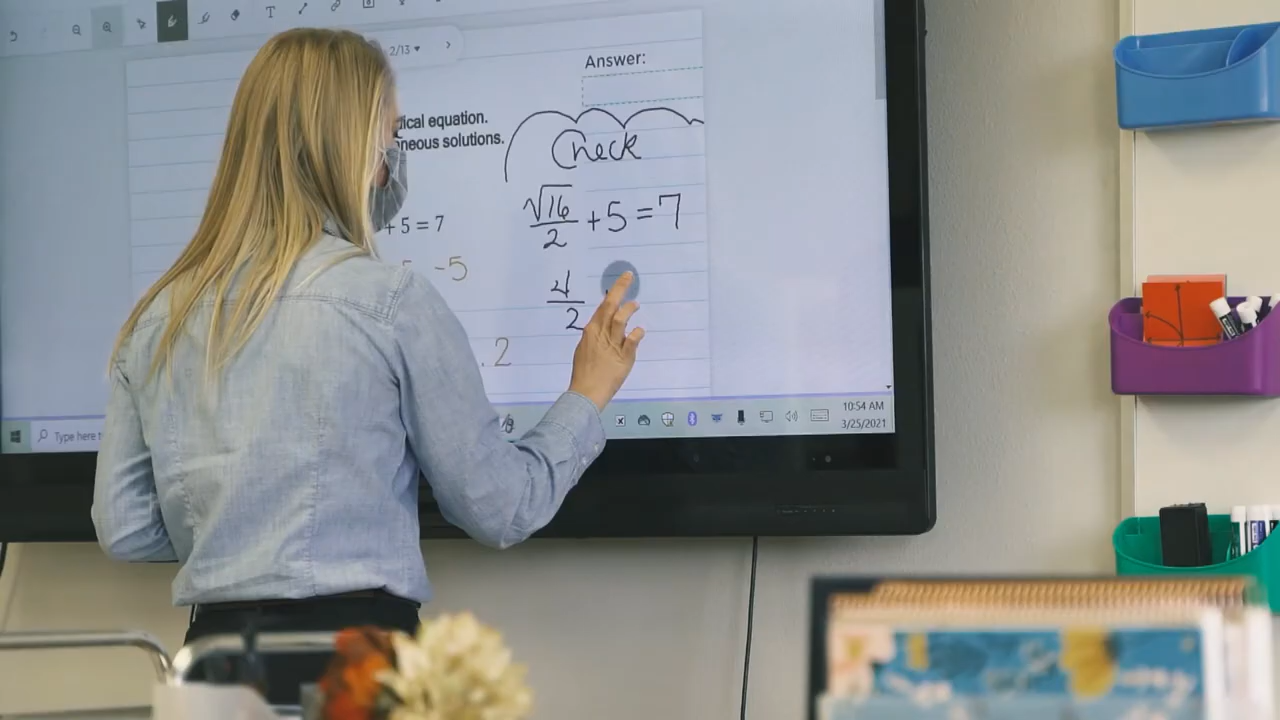 2/13
Answer:
ical equation.
neous solutions.
Check
+ 5 = 7
√16/2 + 5 = 7
-5
4/2
2
Type here t
10:54 AM
3/25/2021